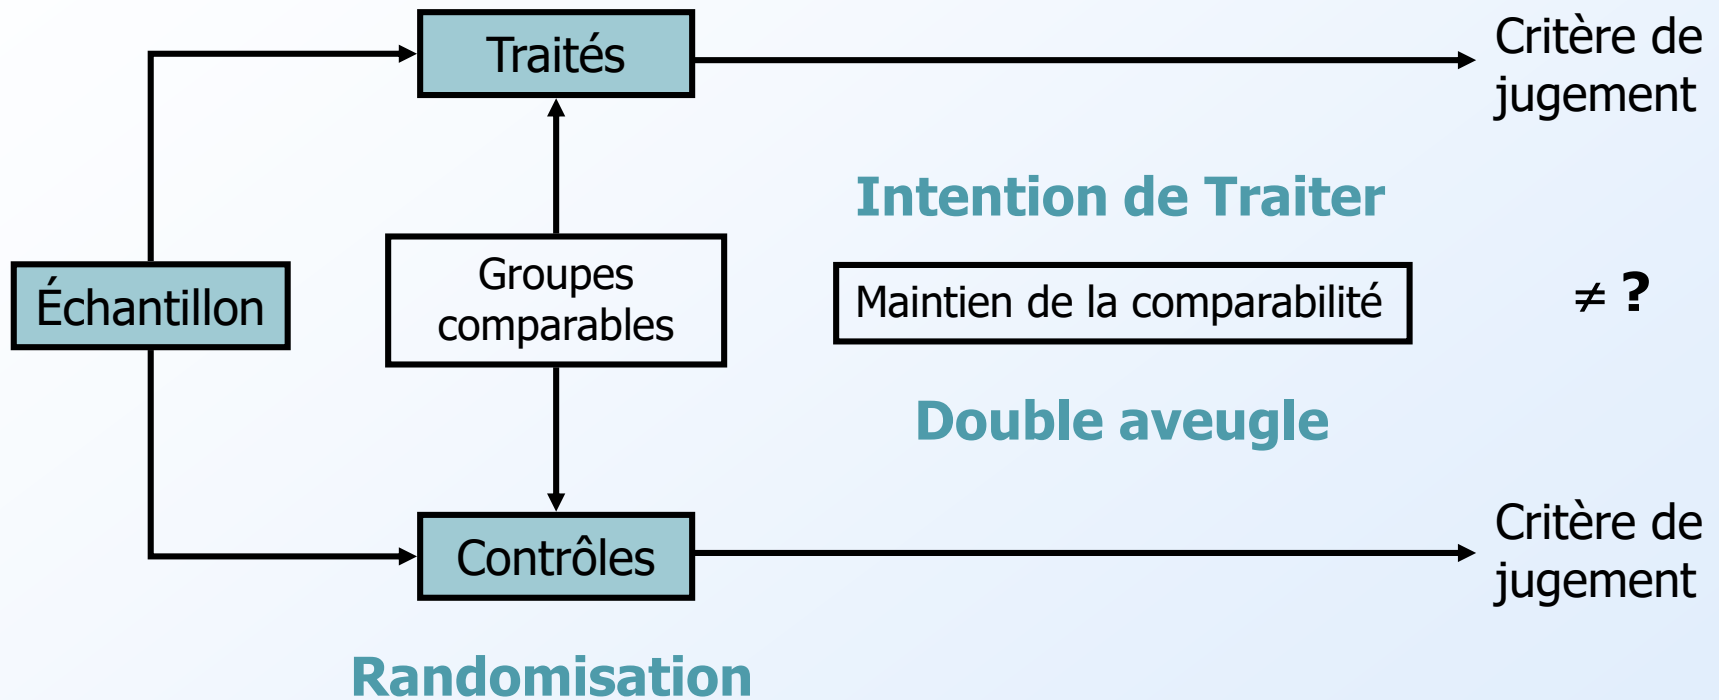 Traités
Critère de
jugement
Intention de Traiter
Échantillon
Groupes
comparables
Maintien de la comparabilité
≠ ?
Double aveugle
Contrôles
Critère de
jugement
Randomisation